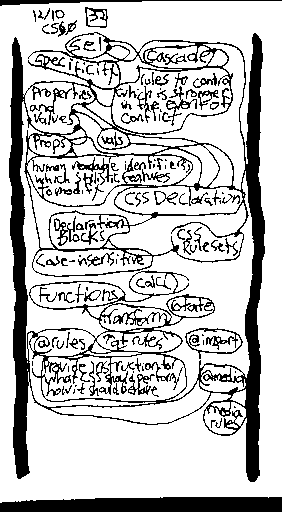 12/10
32
CS50
sel
Cascade
Specificity
rules to control
which is stronger
in the event of
conflict
Properties
and
values
Props
vals
human readable identifiers,
which stylistic features
to modify
CSS Declaration
Declaration
Blocks
CSS
Rulesets
Case-insensitive
calc()
Functions
rotate
transform
@rules
@import
Provide instruction for
what CSS should perform/
how it should behave
@media
media
rules